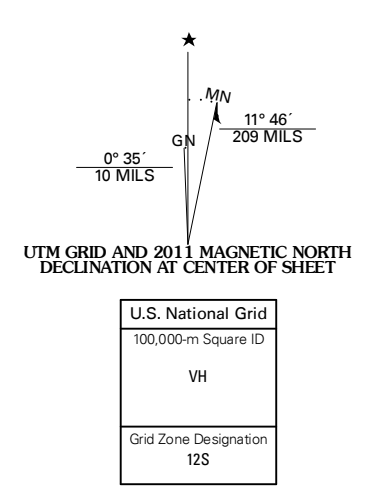 MN
11° 46´
209 MILS
GN
0° 35´
10 MILS
UTM GRID AND 2011 MAGNETIC NORTH
DECLINATION AT CENTER OF SHEET
U.S. National Grid
100,000-m Square ID
VH
Grid Zone Designation
12S